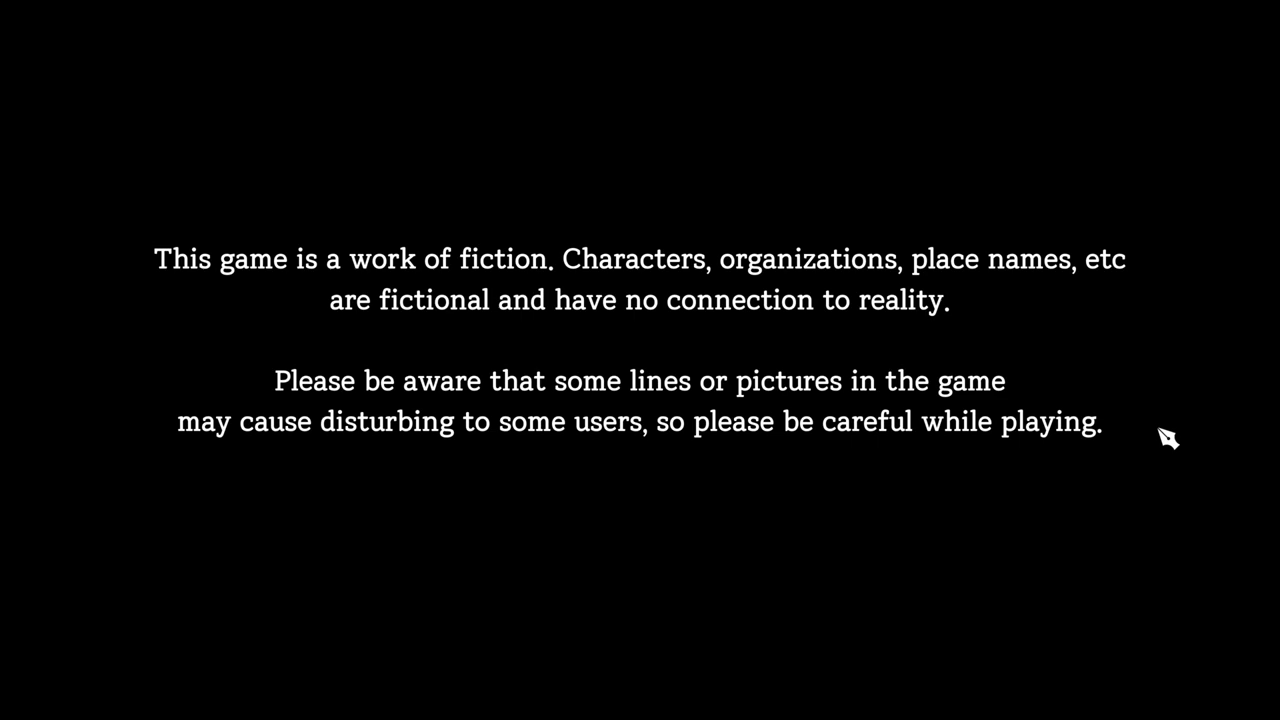 This game is a work of fiction. Characters, organizations, place names, etc
are fictional and have no connection to reality.
Please be aware that some lines or pictures in the game
may cause disturbing to some users, so please be careful while playing.